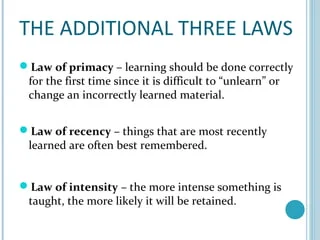 THE ADDITIONAL THREE LAWS
Law of primacy – learning should be done correctly
for the first time since it is difficult to “unlearn” or
change an incorrectly learned material.
Law of recency – things that are most recently
learned are often best remembered.
Law of intensity – the more intense something is
taught, the more likely it will be retained.